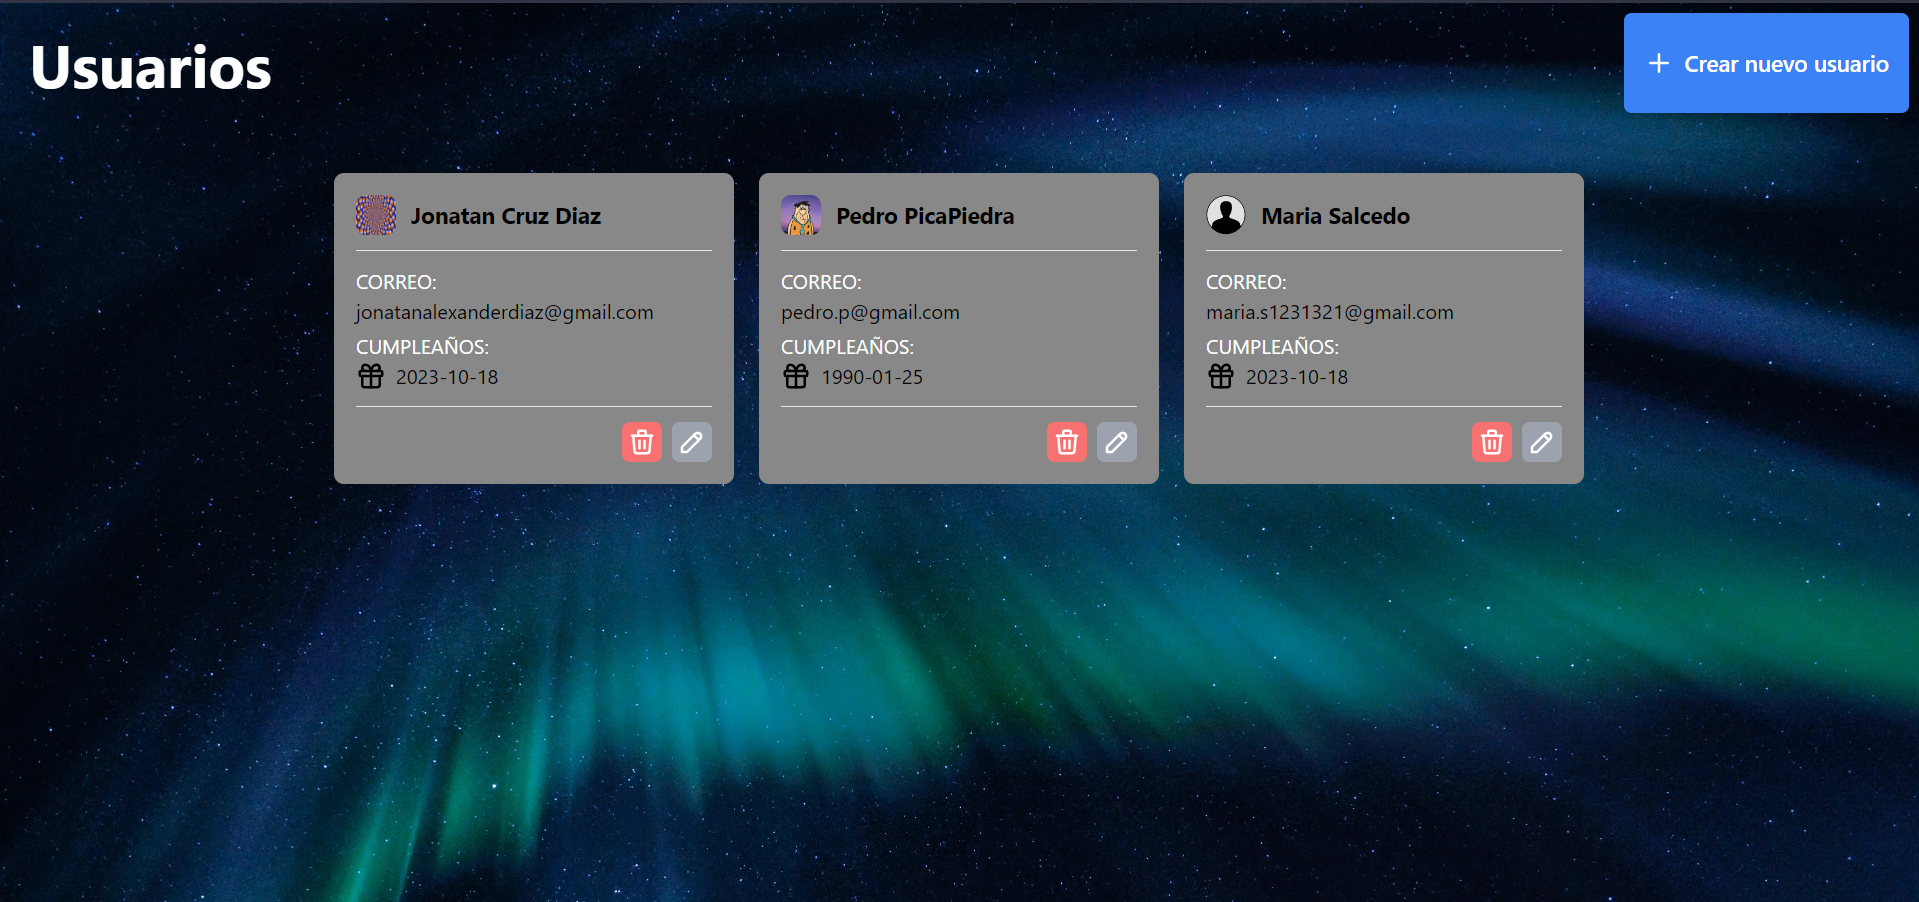 Usuarios
Crear nuevo usuario
Jonatan Cruz Diaz
CORREO:
jonatanalexanderdiaz@gmail.com
CUMPLEAÑOS:
2023-10-18
Pedro PicaPiedra
CORREO:
pedro.p@gmail.com
CUMPLEAÑOS:
1990-01-25
Maria Salcedo
CORREO:
maria.s1231321@gmail.com
CUMPLEAÑOS:
2023-10-18